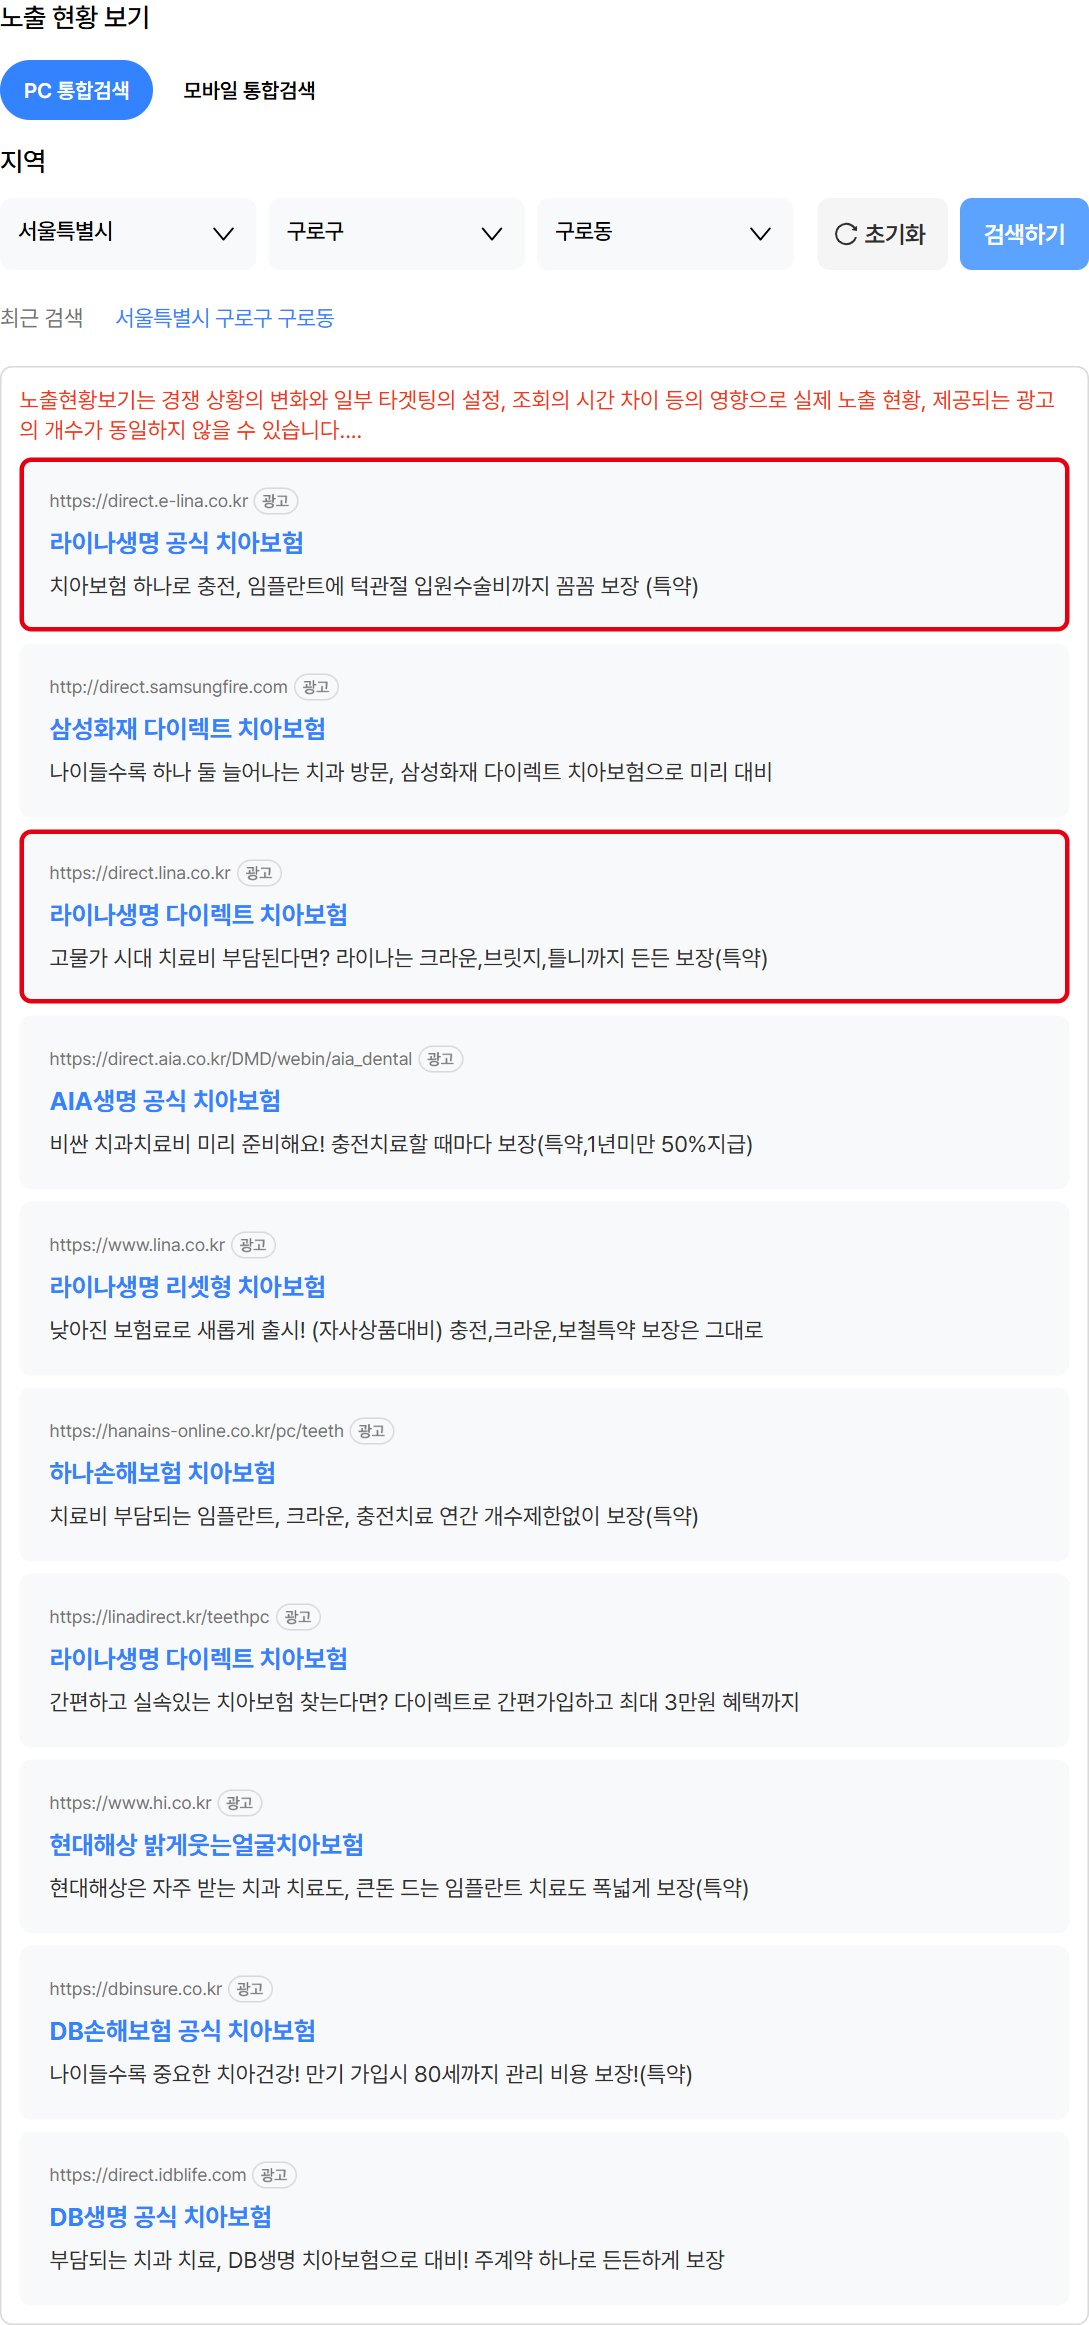 노출 현황 보기
PC 통합검색 모바일 통합검색
지역
서울특별시 구로구 구로동 초기화 검색하기
최근 검색 서울특별시 구로구 구로동
노출현황보기는 경쟁 상황의 변화와 일부 타겟팅의 설정, 조회의 시간 차이 등의 영향으로 실제 노출 현황, 제공되는 광고
의 개수가 동일하지 않을 수 있습니다....
https://direct.e-lina.co.kr 광고
라이나생명 공식 치아보험
치아보험 하나로 충전, 임플란트에 턱관절 입원수술비까지 꼼꼼 보장 (특약)
http://direct.samsungfire.com 광고
삼성화재 다이렉트 치아보험
나이들수록 하나 둘 늘어나는 치과 방문, 삼성화재 다이렉트 치아보험으로 미리 대비
https://direct.lina.co.kr 광고
라이나생명 다이렉트 치아보험
고물가 시대 치료비 부담된다면? 라이나는 크라운,브릿지,틀니까지 든든 보장(특약)
https://direct.aia.co.kr/DMD/webin/aia_dental 광고
AIA생명 공식 치아보험
비싼 치과치료비 미리 준비해요! 충전치료할 때마다 보장(특약,1년미만 50%지급)
https://www.lina.co.kr 광고
라이나생명 리셋형 치아보험
낮아진 보험료로 새롭게 출시! (자사상품대비) 충전,크라운,보철특약 보장은 그대로
https://hanains-online.co.kr/pc/teeth 광고
하나손해보험 치아보험
치료비 부담되는 임플란트, 크라운, 충전치료 연간 개수제한없이 보장(특약)
https://linadirect.kr/teethpc 광고
라이나생명 다이렉트 치아보험
간편하고 실속있는 치아보험 찾는다면? 다이렉트로 간편가입하고 최대 3만원 혜택까지
https://www.hi.co.kr 광고
현대해상 밝게웃는얼굴치아보험
현대해상은 자주 받는 치과 치료도, 큰돈 드는 임플란트 치료도 폭넓게 보장(특약)
https://dbinsure.co.kr 광고
DB손해보험 공식 치아보험
나이들수록 중요한 치아건강! 만기 가입시 80세까지 관리 비용 보장!(특약)
https://direct.idblife.com 광고
DB생명 공식 치아보험
부담되는 치과 치료, DB생명 치아보험으로 대비! 주계약 하나로 든든하게 보장